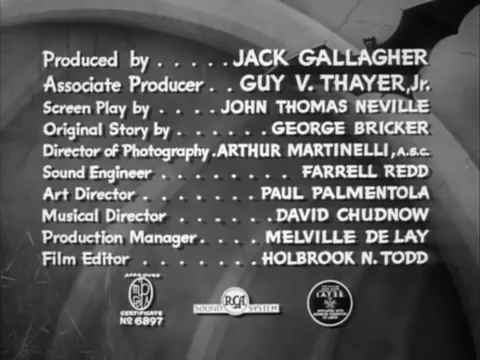 Produced by . . . . . JACK GALLAGHER
Associate Producer . . GUY V. THAYER, Jr.
Screen Play by . . . . JOHN THOMAS NEVILLE
Original Story by . . . . . . GEORGE BRICKER
Director of Photography . ARTHUR MARTINELLI, A.S.C.
Sound Engineer . . . . . . . FARRELL REDD
Art Director . . . . . . PAUL PALMENTOLA
Musical Director . . . . . . DAVID CHUDNOW
Production Manager . . . . MELVILLE DE LAY
Film Editor . . . . . . HOLBROOK N. TODD
APPROVED
MPPDA
CERTIFICATE
No 6897
RCA
SOUND SYSTEM
I.A.T.S.E.